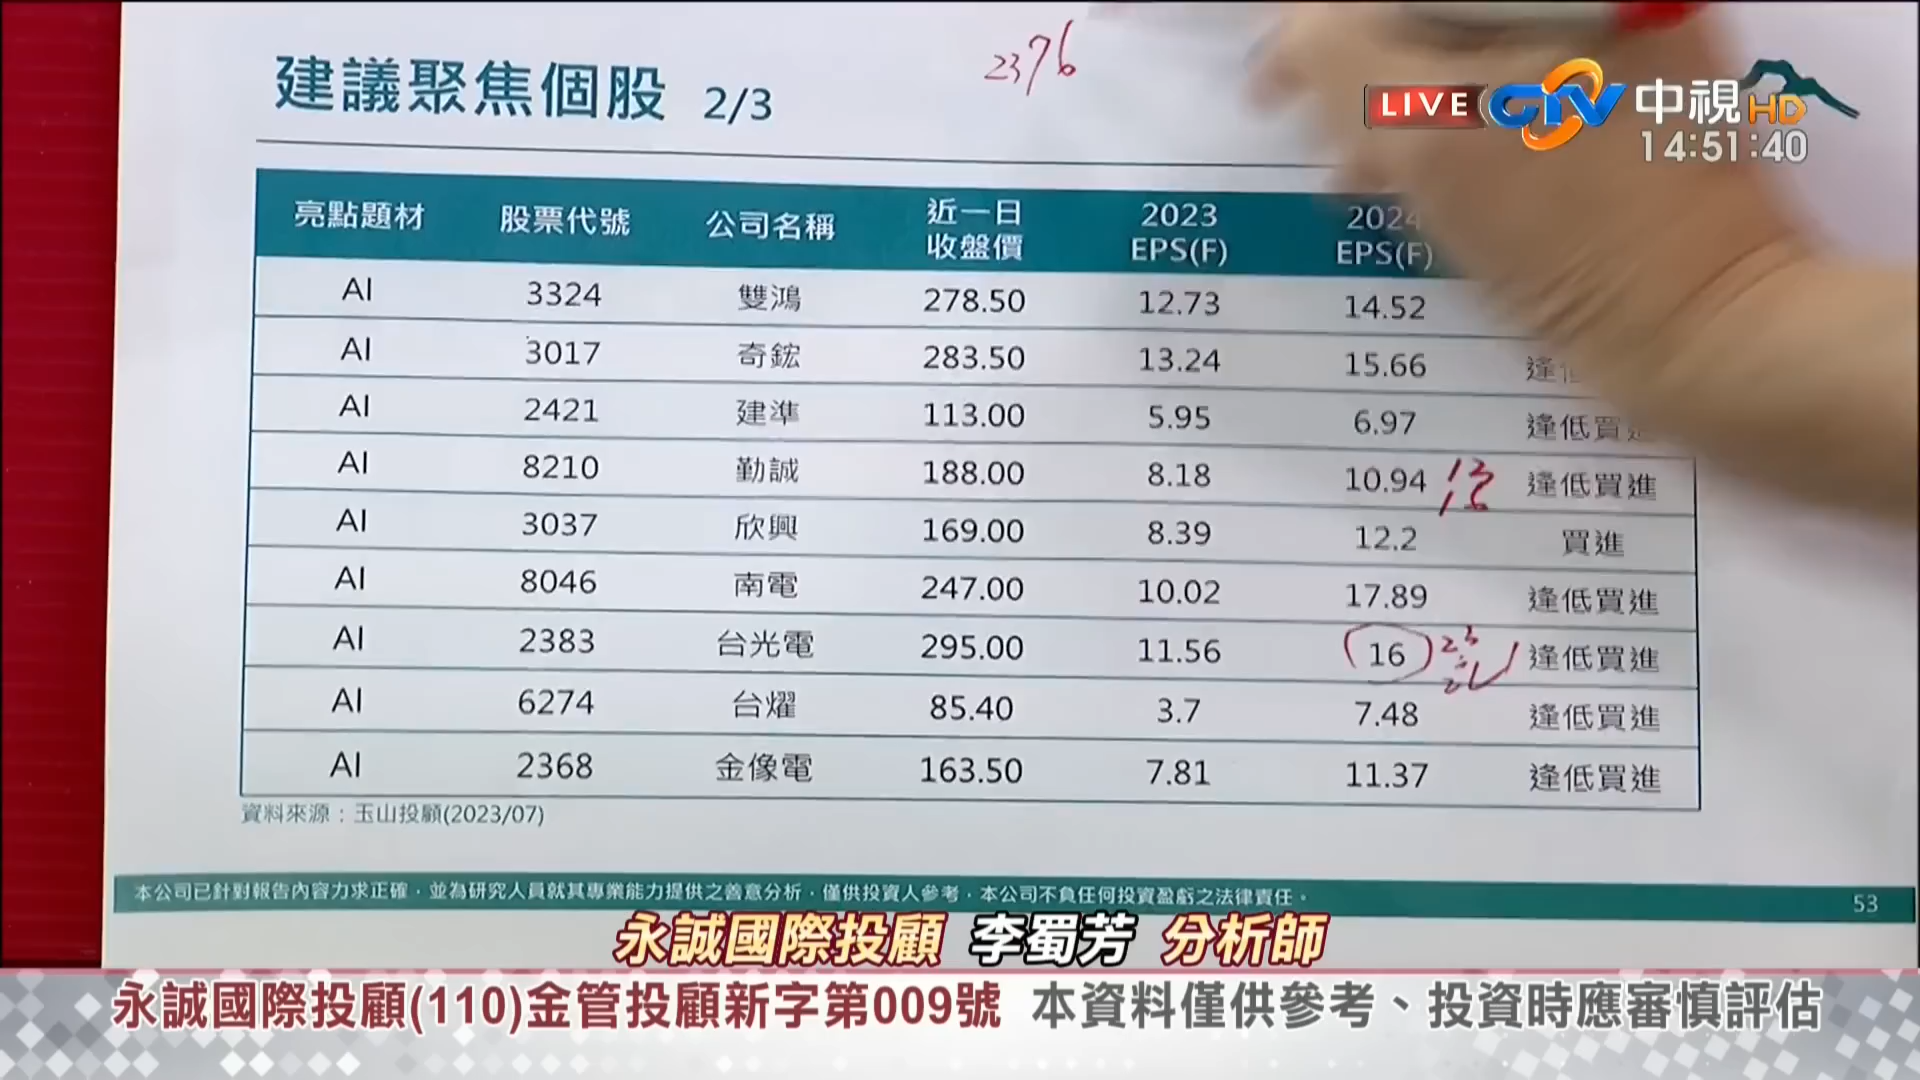 建議聚焦個股 2/3
2376
LIVE CTV 中視HD
14:51:40
亮點題材 股票代號 公司名稱 近一日收盤價 2023 EPS(F) 2024 EPS(F)
AI 3324 雙鴻 278.50 12.73 14.52
AI 3017 奇鋐 283.50 13.24 15.66 逢低
AI 2421 建準 113.00 5.95 6.97 逢低買進
AI 8210 勤誠 188.00 8.18 10.94 13 逢低買進
AI 3037 欣興 169.00 8.39 12.2 買進
AI 8046 南電 247.00 10.02 17.89 逢低買進
AI 2383 台光電 295.00 11.56 16 23 逢低買進
AI 6274 台燿 85.40 3.7 7.48 逢低買進
AI 2368 金像電 163.50 7.81 11.37 逢低買進
資料來源：玉山投顧(2023/07)
本公司已針對報告內容力求正確，並為研究人員就其專業能力提供之善意分析，僅供投資人參考，本公司不負任何投資盈虧之法律責任。
53
永誠國際投顧 李蜀芳 分析師
永誠國際投顧(110)金管投顧新字第009號 本資料僅供參考、投資時應審慎評估